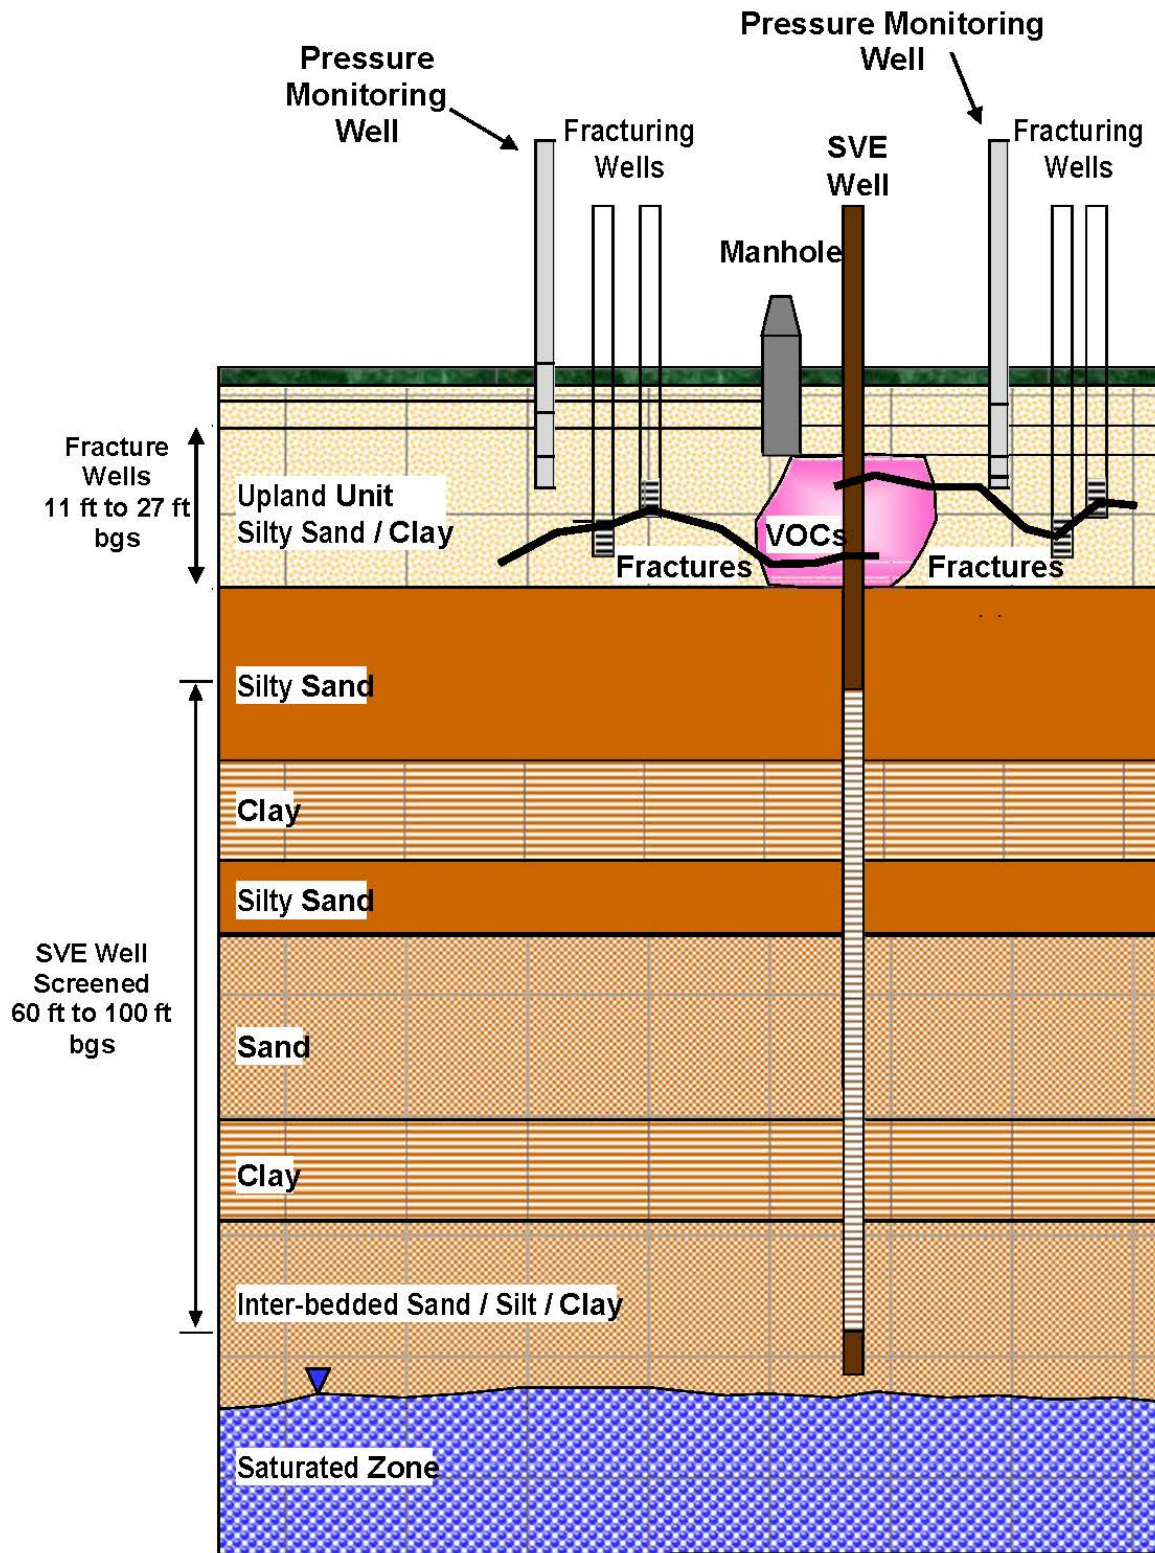 Pressure Monitoring
Well
Pressure
Monitoring
Well
Fracturing
Wells
SVE
Well
Fracturing
Wells
Manhole
Fracture
Wells
11 ft to 27 ft
bgs
Upland Unit
Silty Sand / Clay
VOCs
Fractures
Fractures
Silty Sand
Clay
Silty Sand
SVE Well
Screened
60 ft to 100 ft
bgs
Sand
Clay
Inter-bedded Sand / Silt / Clay
Saturated Zone